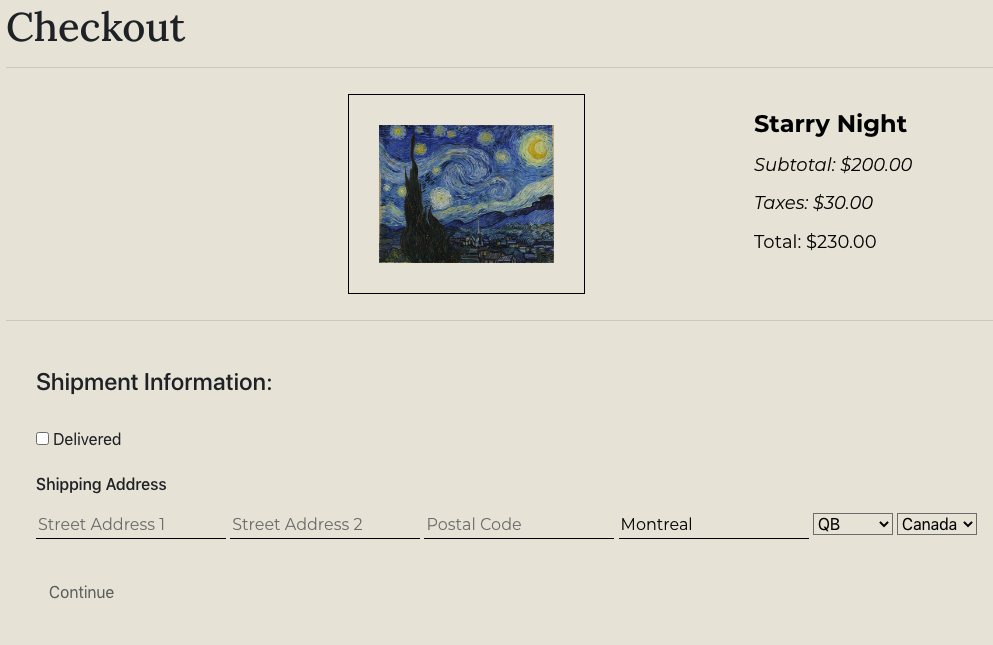 Checkout
Starry Night
Subtotal: $200.00
Taxes: $30.00
Total: $230.00
Shipment Information:
Delivered
Shipping Address
Street Address 1 Street Address 2 Postal Code Montreal QB Canada
Continue